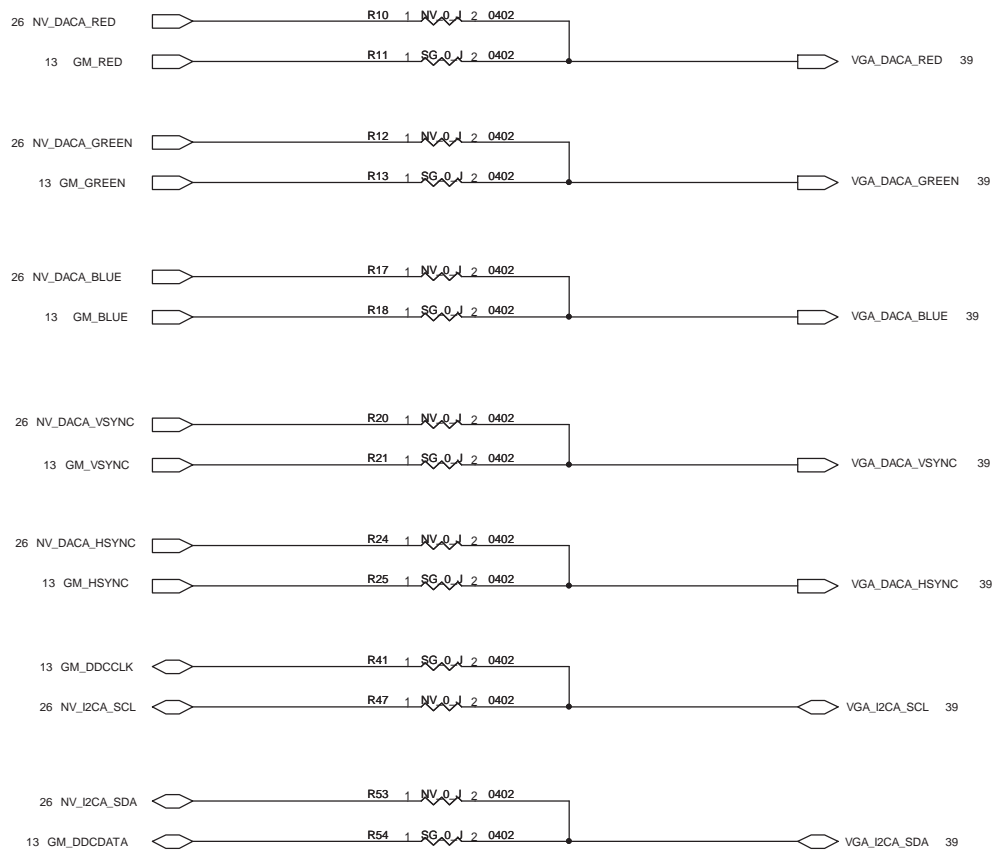 26 NV_DACA_RED R10 1 NV_0_J 2 0402
13 GM_RED R11 1 SG_0_J 2 0402 VGA_DACA_RED 39
26 NV_DACA_GREEN R12 1 NV_0_J 2 0402
13 GM_GREEN R13 1 SG_0_J 2 0402 VGA_DACA_GREEN 39
26 NV_DACA_BLUE R17 1 NV_0_J 2 0402
13 GM_BLUE R18 1 SG_0_J 2 0402 VGA_DACA_BLUE 39
26 NV_DACA_VSYNC R20 1 NV_0_J 2 0402
13 GM_VSYNC R21 1 SG_0_J 2 0402 VGA_DACA_VSYNC 39
26 NV_DACA_HSYNC R24 1 NV_0_J 2 0402
13 GM_HSYNC R25 1 SG_0_J 2 0402 VGA_DACA_HSYNC 39
13 GM_DDCCLK R41 1 SG_0_J 2 0402
26 NV_I2CA_SCL R47 1 NV_0_J 2 0402 VGA_I2CA_SCL 39
26 NV_I2CA_SDA R53 1 NV_0_J 2 0402
13 GM_DDCDATA R54 1 SG_0_J 2 0402 VGA_I2CA_SDA 39